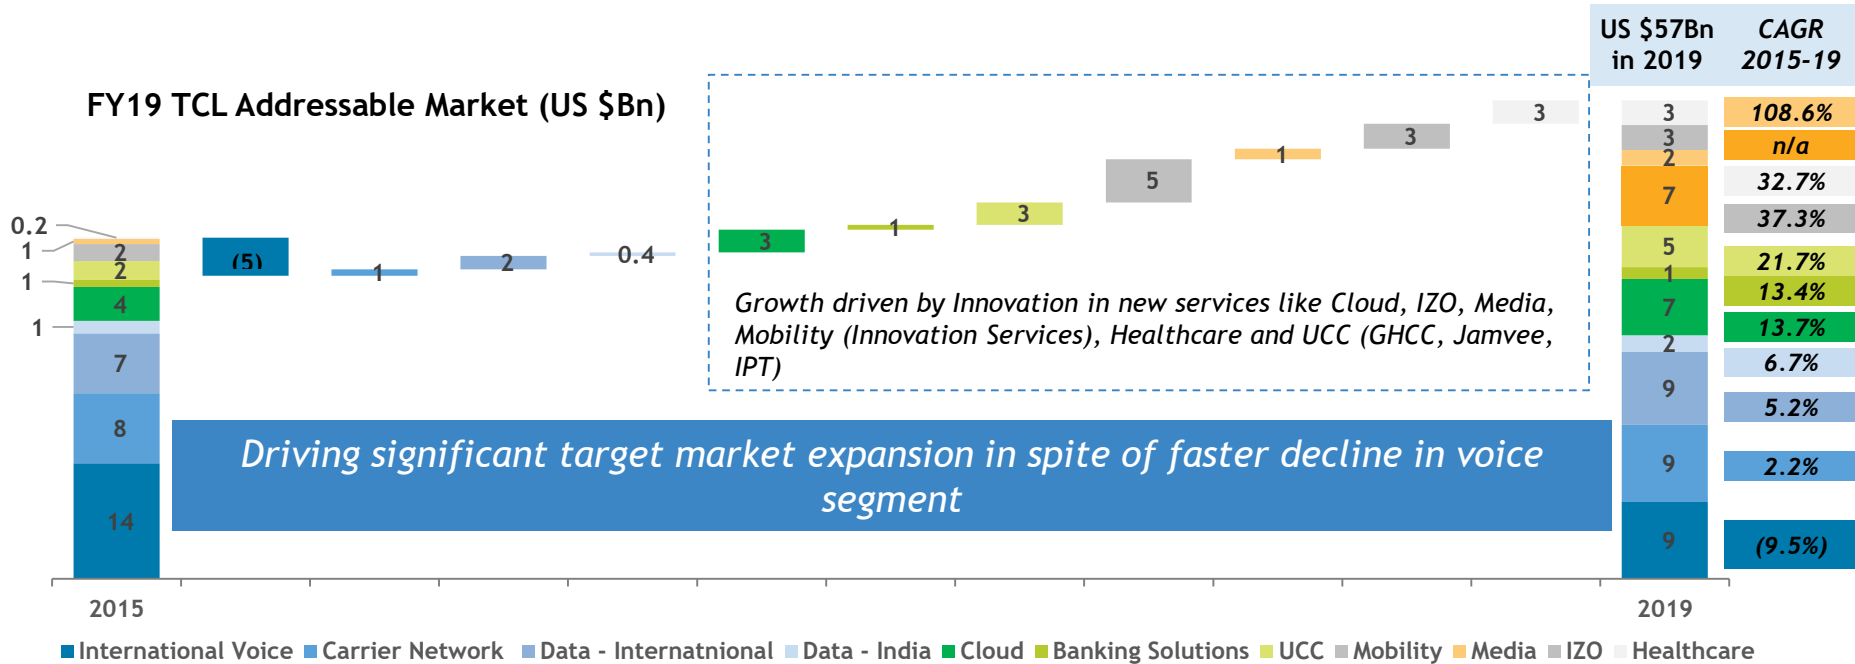 US $57Bn
in 2019
CAGR
2015-19
FY19 TCL Addressable Market (US $Bn)
0.2
1
2
2
1
4
1
7
8
14
(5)
1
2
0.4
3
1
3
5
1
3
3
Growth driven by Innovation in new services like Cloud, IZO, Media,
Mobility (Innovation Services), Healthcare and UCC (GHCC, Jamvee,
IPT)
Driving significant target market expansion in spite of faster decline in voice
segment
3
3
2
7
5
1
7
2
9
9
9
108.6%
n/a
32.7%
37.3%
21.7%
13.4%
13.7%
6.7%
5.2%
2.2%
(9.5%)
2015
2019
International Voice
Carrier Network
Data - Internatnional
Data - India
Cloud
Banking Solutions
UCC
Mobility
Media
IZO
Healthcare